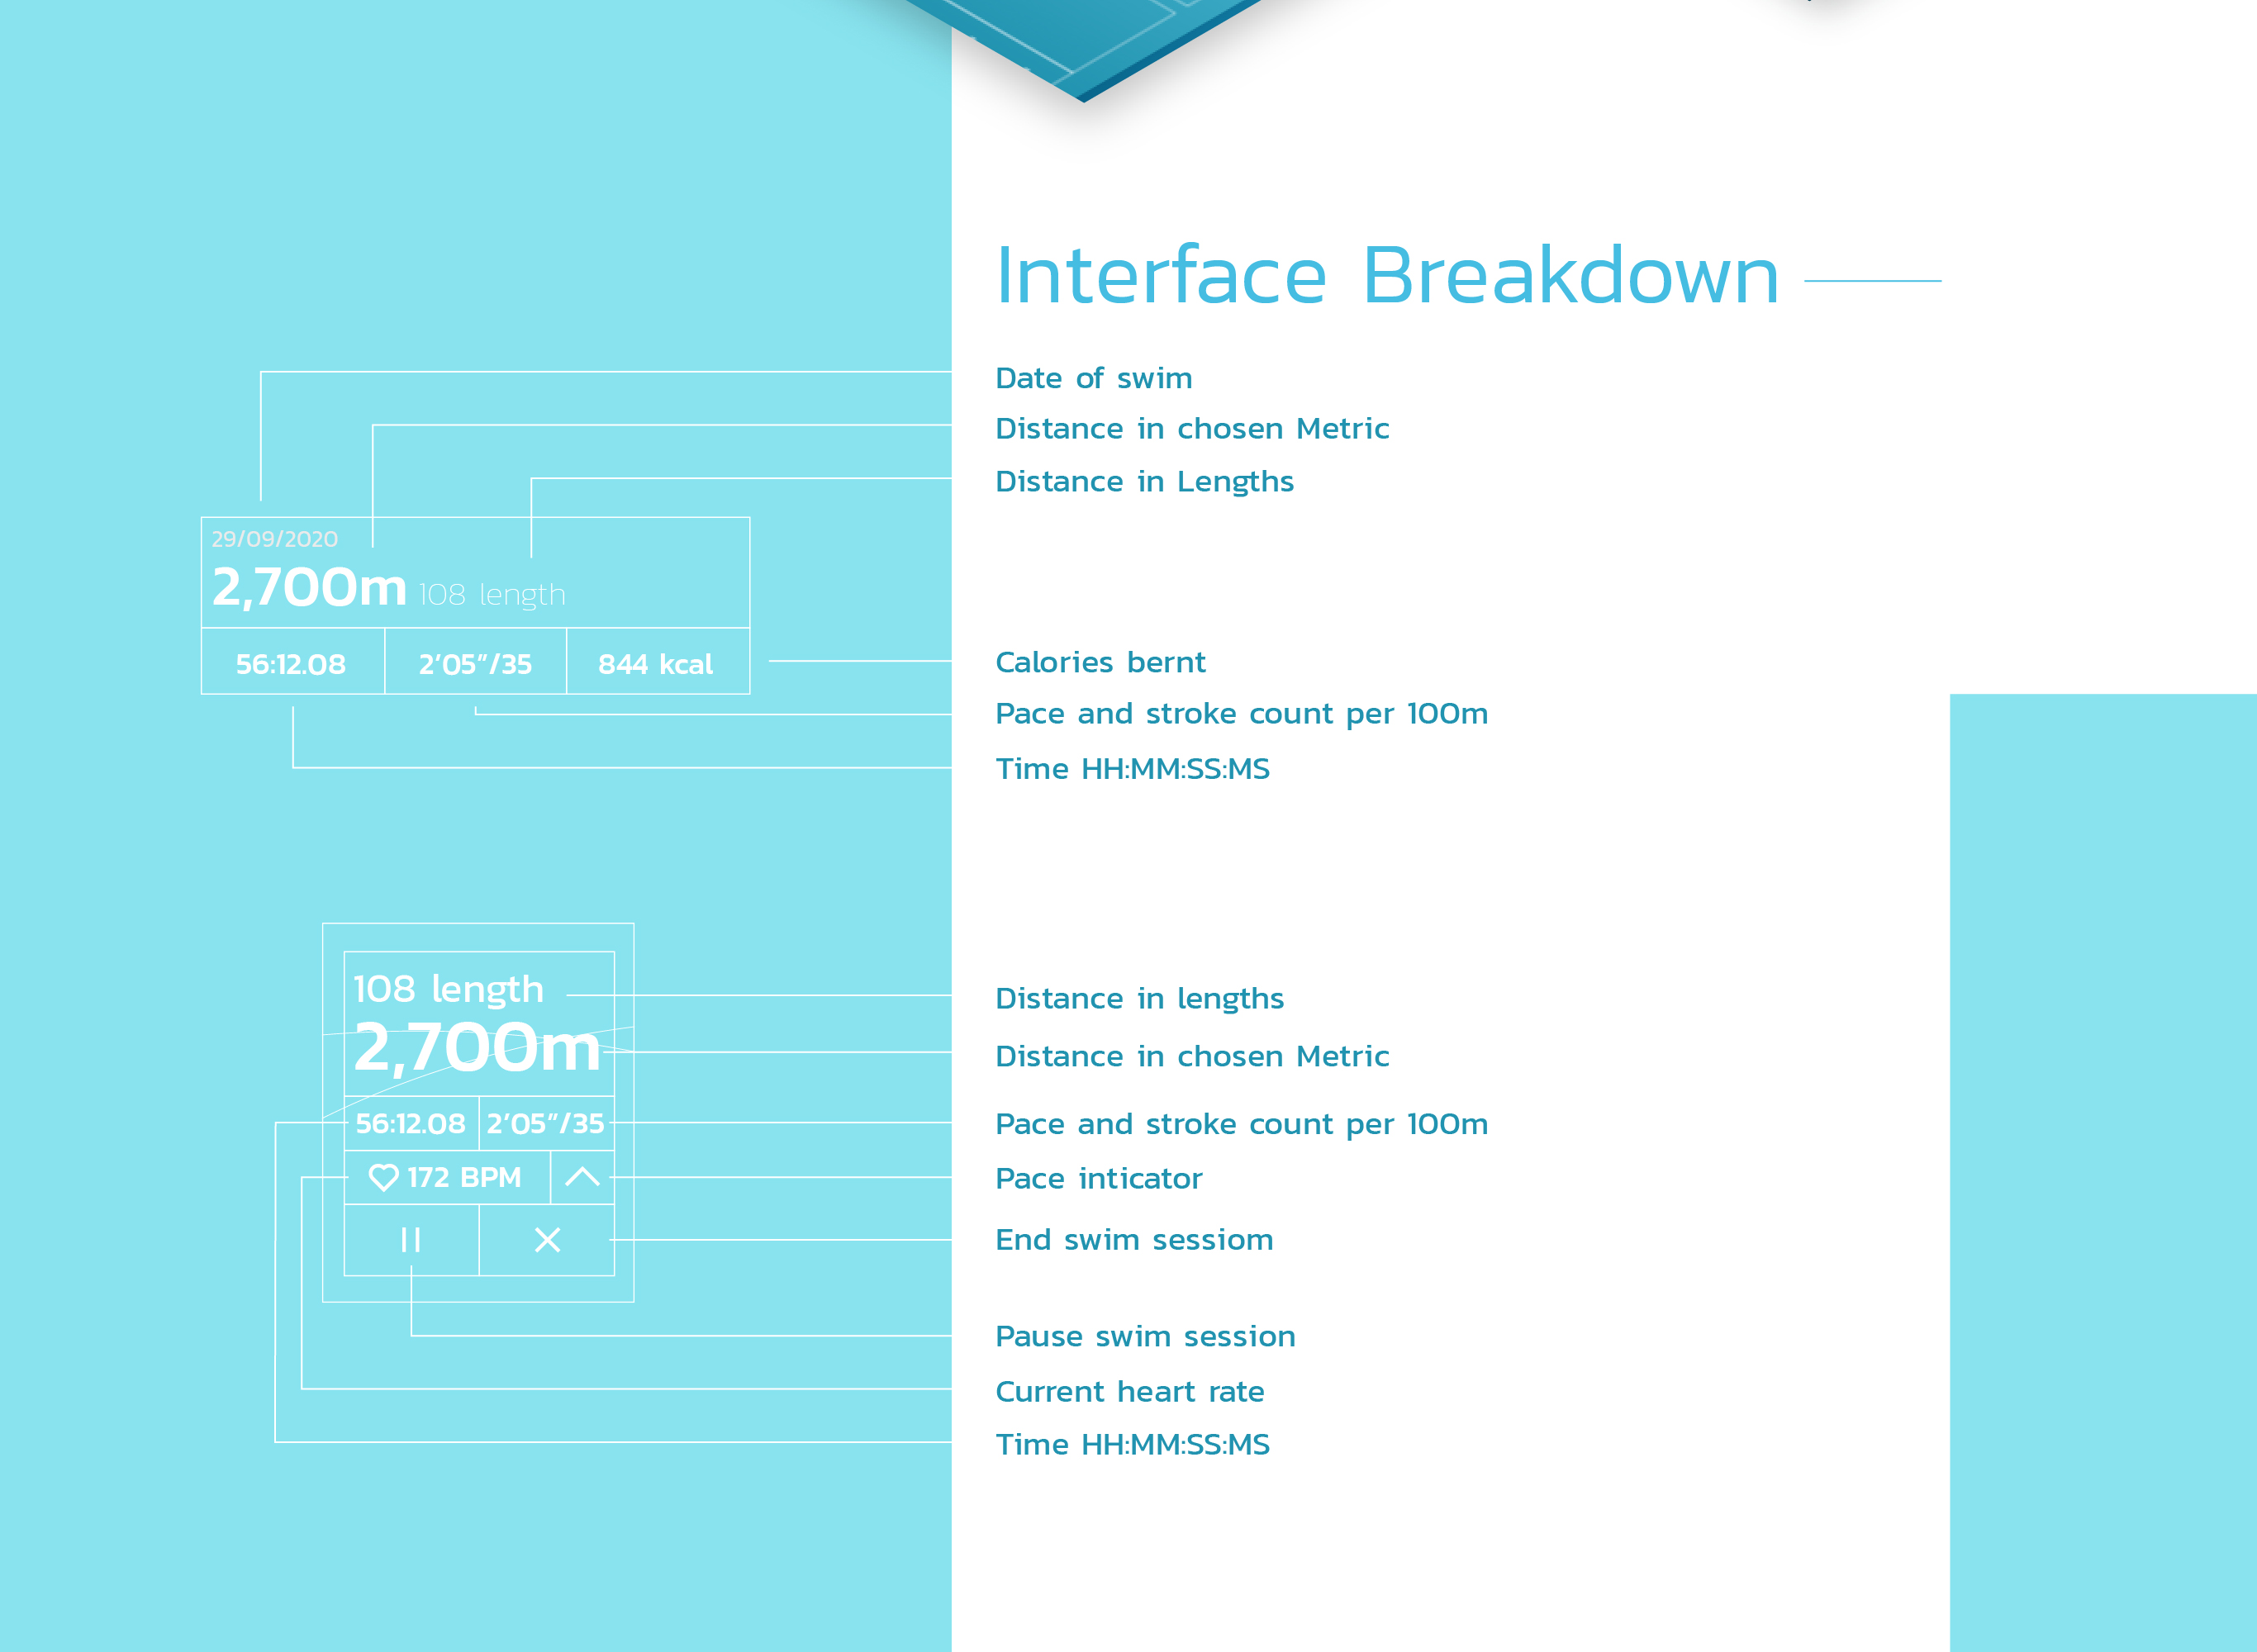 Interface Breakdown
Date of swim
Distance in chosen Metric
Distance in Lengths
29/09/2020
2,700m 108 length
56:12.08 2’05”/35 844 kcal
Calories bernt
Pace and stroke count per 100m
Time HH:MM:SS:MS
108 length
Distance in lengths
2,700m
Distance in chosen Metric
56:12.08 2’05”/35
Pace and stroke count per 100m
172 BPM
Pace inticator
End swim sessiom
Pause swim session
Current heart rate
Time HH:MM:SS:MS